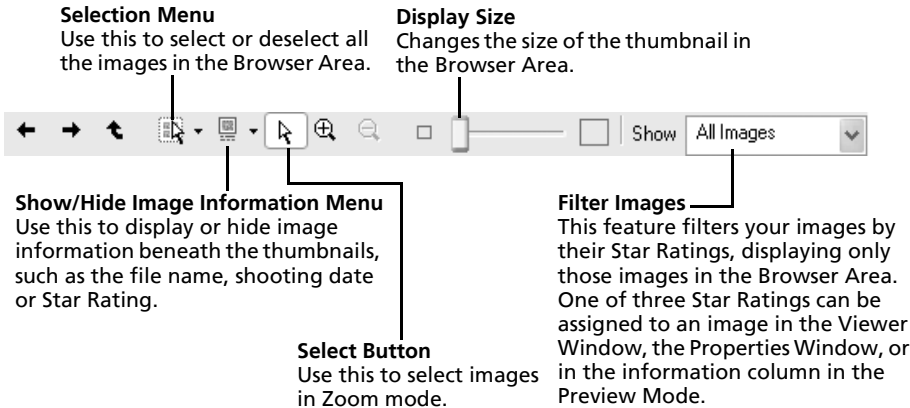 Selection Menu
Use this to select or deselect all
the images in the Browser Area.
Display Size
Changes the size of the thumbnail in
the Browser Area.
Show
All Images
Show/Hide Image Information Menu
Use this to display or hide image
information beneath the thumbnails,
such as the file name, shooting date
or Star Rating.
Select Button
Use this to select images
in Zoom mode.
Filter Images
This feature filters your images by
their Star Ratings, displaying only
those images in the Browser Area.
One of three Star Ratings can be
assigned to an image in the Viewer
Window, the Properties Window, or
in the information column in the
Preview Mode.